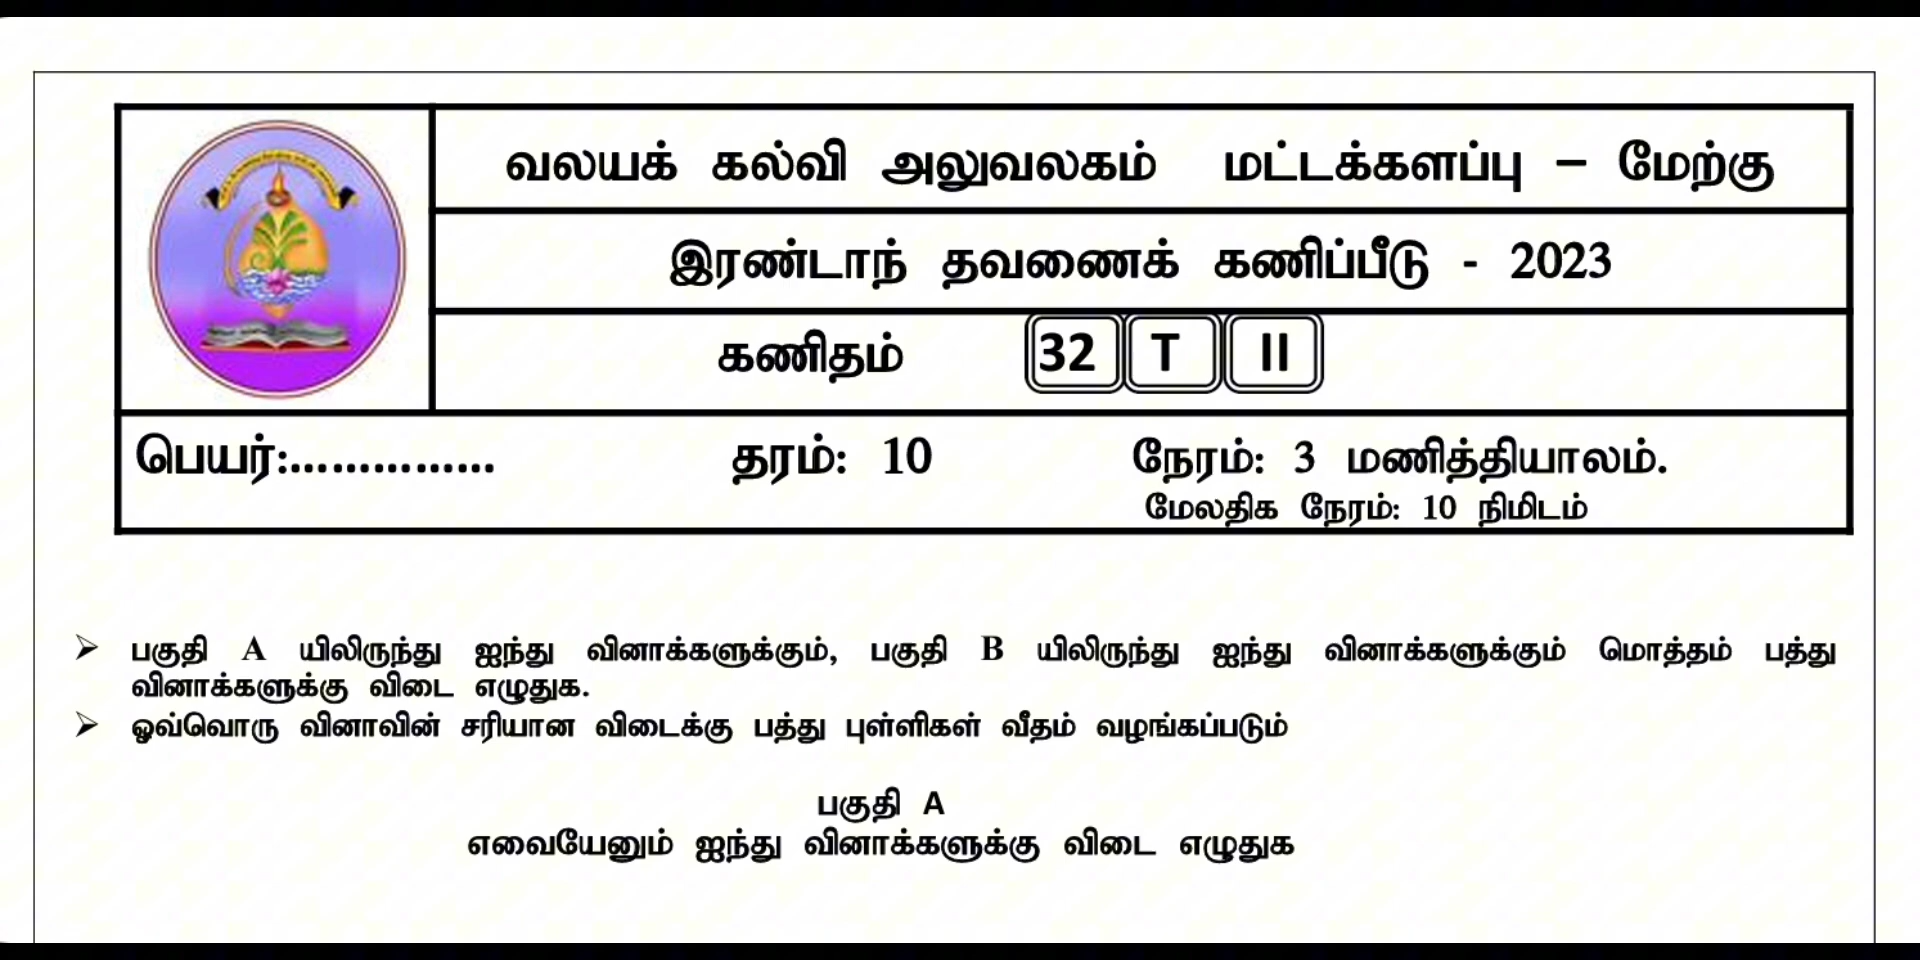 வலயக் கல்வி அலுவலகம் மட்டக்களப்பு – மேற்கு
இரண்டாந் தவணைக் கணிப்பீடு - 2023
கணிதம் 32 T II
பெயர்:............... தரம்: 10 நேரம்: 3 மணித்தியாலம்.
மேலதிக நேரம்: 10 நிமிடம்
➢ பகுதி A யிலிருந்து ஐந்து வினாக்களுக்கும், பகுதி B யிலிருந்து ஐந்து வினாக்களுக்கும் மொத்தம் பத்து
வினாக்களுக்கு விடை எழுதுக.
➢ ஒவ்வொரு வினாவின் சரியான விடைக்கு பத்து புள்ளிகள் வீதம் வழங்கப்படும்
பகுதி A
எவையேனும் ஐந்து வினாக்களுக்கு விடை எழுதுக